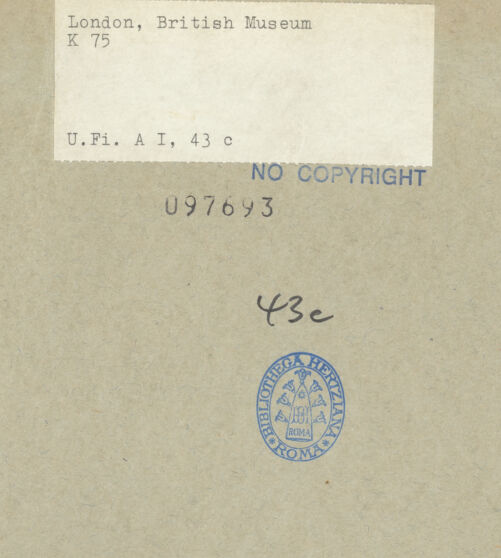 London, British Museum
K 75
U.Fi. A I, 43 c
NO COPYRIGHT
097693
43c
BIBLIOTHECA HERTZIANA
ROMA
* ROMA *